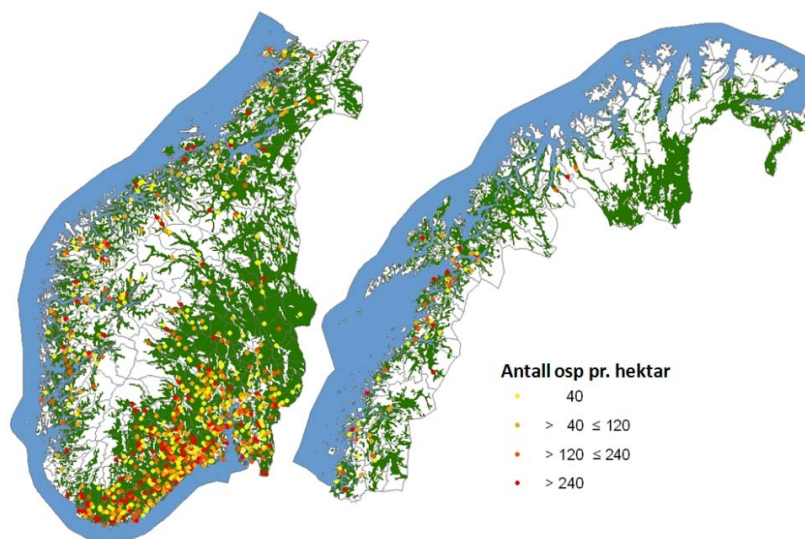 Antall osp pr. hektar
40
> 40 ≤ 120
> 120 ≤ 240
> 240